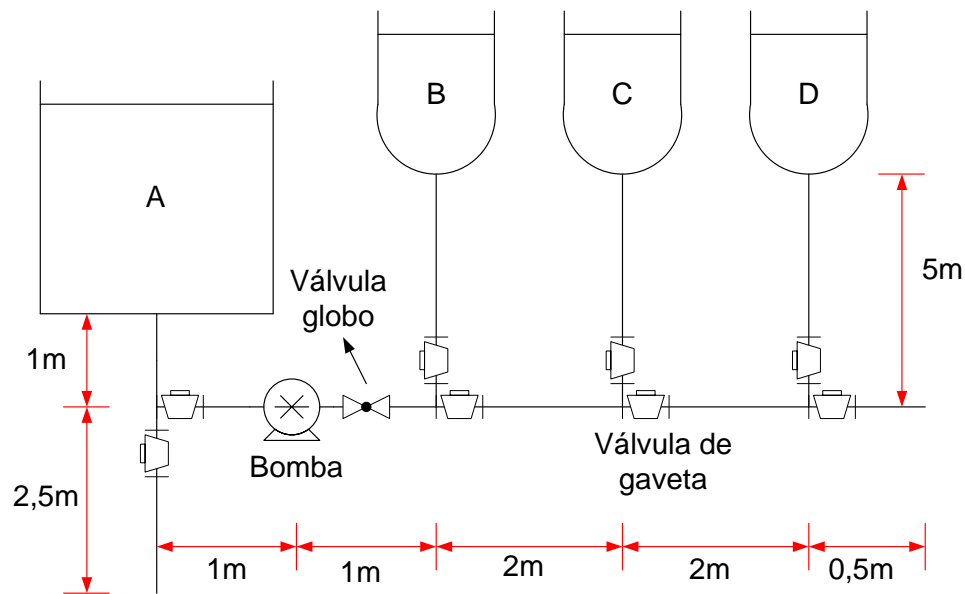 B
C
D
A
Válvula
globo
5m
1m
Bomba
Válvula de
gaveta
2,5m
1m
1m
2m
2m
0,5m